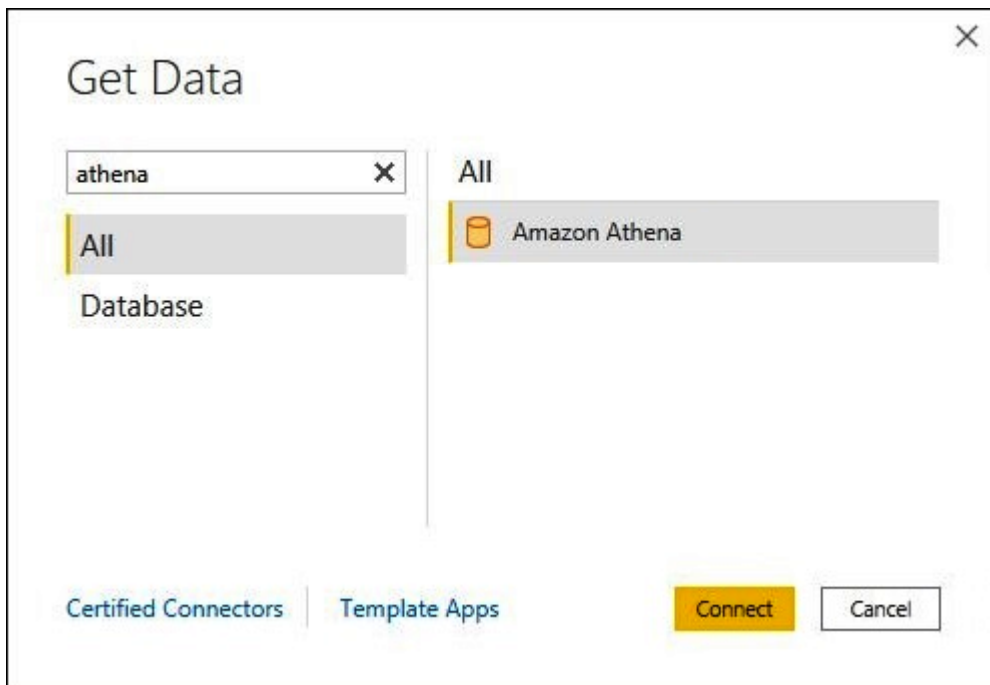 Get Data
athena
All
Database
All
Amazon Athena
Certified Connectors
Template Apps
Connect
Cancel